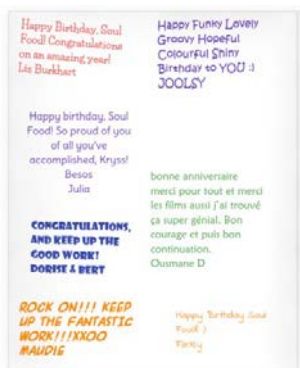 Happy Birthday, Soul
Food! Congratulations
on an amazing year!
Lis Burkhart
Happy Funky Lovely
Groovy Hopeful
Colourful Shiny
Birthday to YOU :)
JOOLSY
Happy birthday, Soul
Food! So proud of you
of all you've
accomplished, Kryss!
Besos
Julia
bonne anniversaire
merci pour tout et merci
les films aussi j'ai trouvé
ça super génial. Bon
courage et puis bon
continuation.
Ousmane D
CONGRATULATIONS,
AND KEEP UP THE
GOOD WORK!
DORISE & BERT
ROCK ON!!! KEEP
UP THE FANTASTIC
WORK!!!XXOO
MAUDIE
Happy Birthday Soul
Food :)